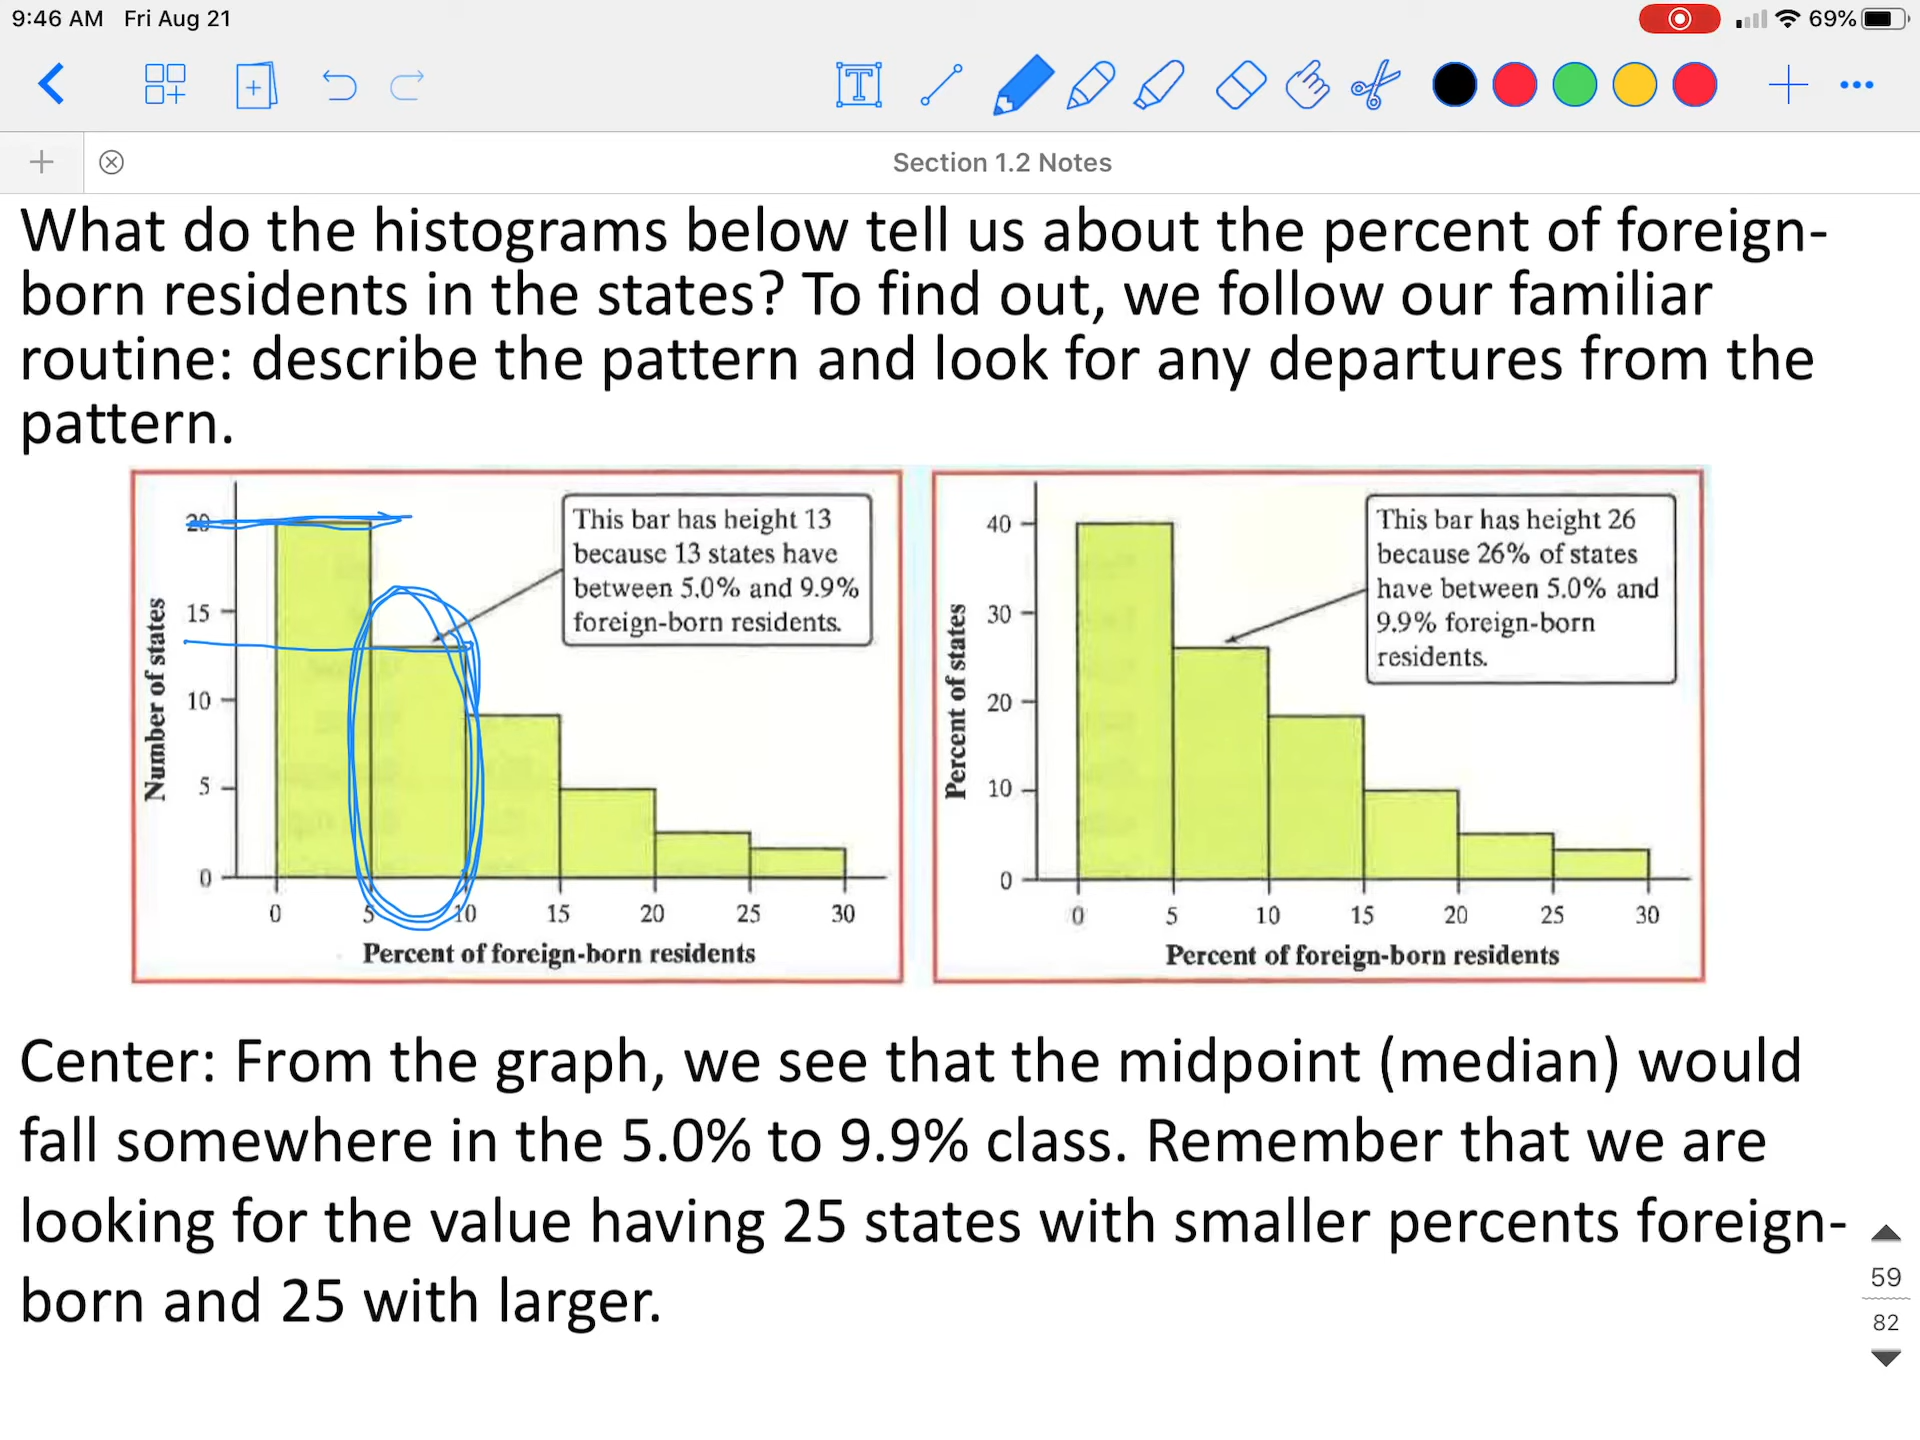 9:46 AM Fri Aug 21
69%
T
Section 1.2 Notes
What do the histograms below tell us about the percent of foreign-
born residents in the states? To find out, we follow our familiar
routine: describe the pattern and look for any departures from the
pattern.
Number of states
20
15
10
5
0
This bar has height 13
because 13 states have
between 5.0% and 9.9%
foreign-born residents.
0 5 10 15 20 25 30
Percent of foreign-born residents
Percent of states
40
30
20
10
0
This bar has height 26
because 26% of states
have between 5.0% and
9.9% foreign-born
residents.
0 5 10 15 20 25 30
Percent of foreign-born residents
Center: From the graph, we see that the midpoint (median) would
fall somewhere in the 5.0% to 9.9% class. Remember that we are
looking for the value having 25 states with smaller percents foreign-
born and 25 with larger.
59
82